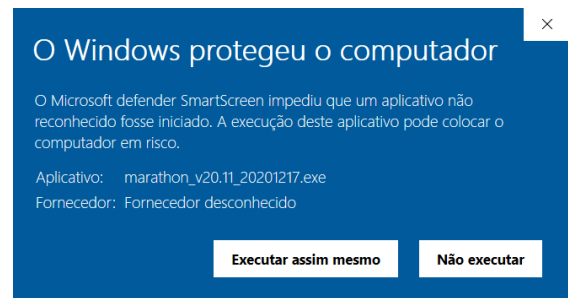 O Windows protegeu o computador
O Microsoft defender SmartScreen impediu que um aplicativo não
reconhecido fosse iniciado. A execução deste aplicativo pode colocar o
computador em risco.
Aplicativo: marathon_v20.11_20201217.exe
Fornecedor: Fornecedor desconhecido
Executar assim mesmo Não executar